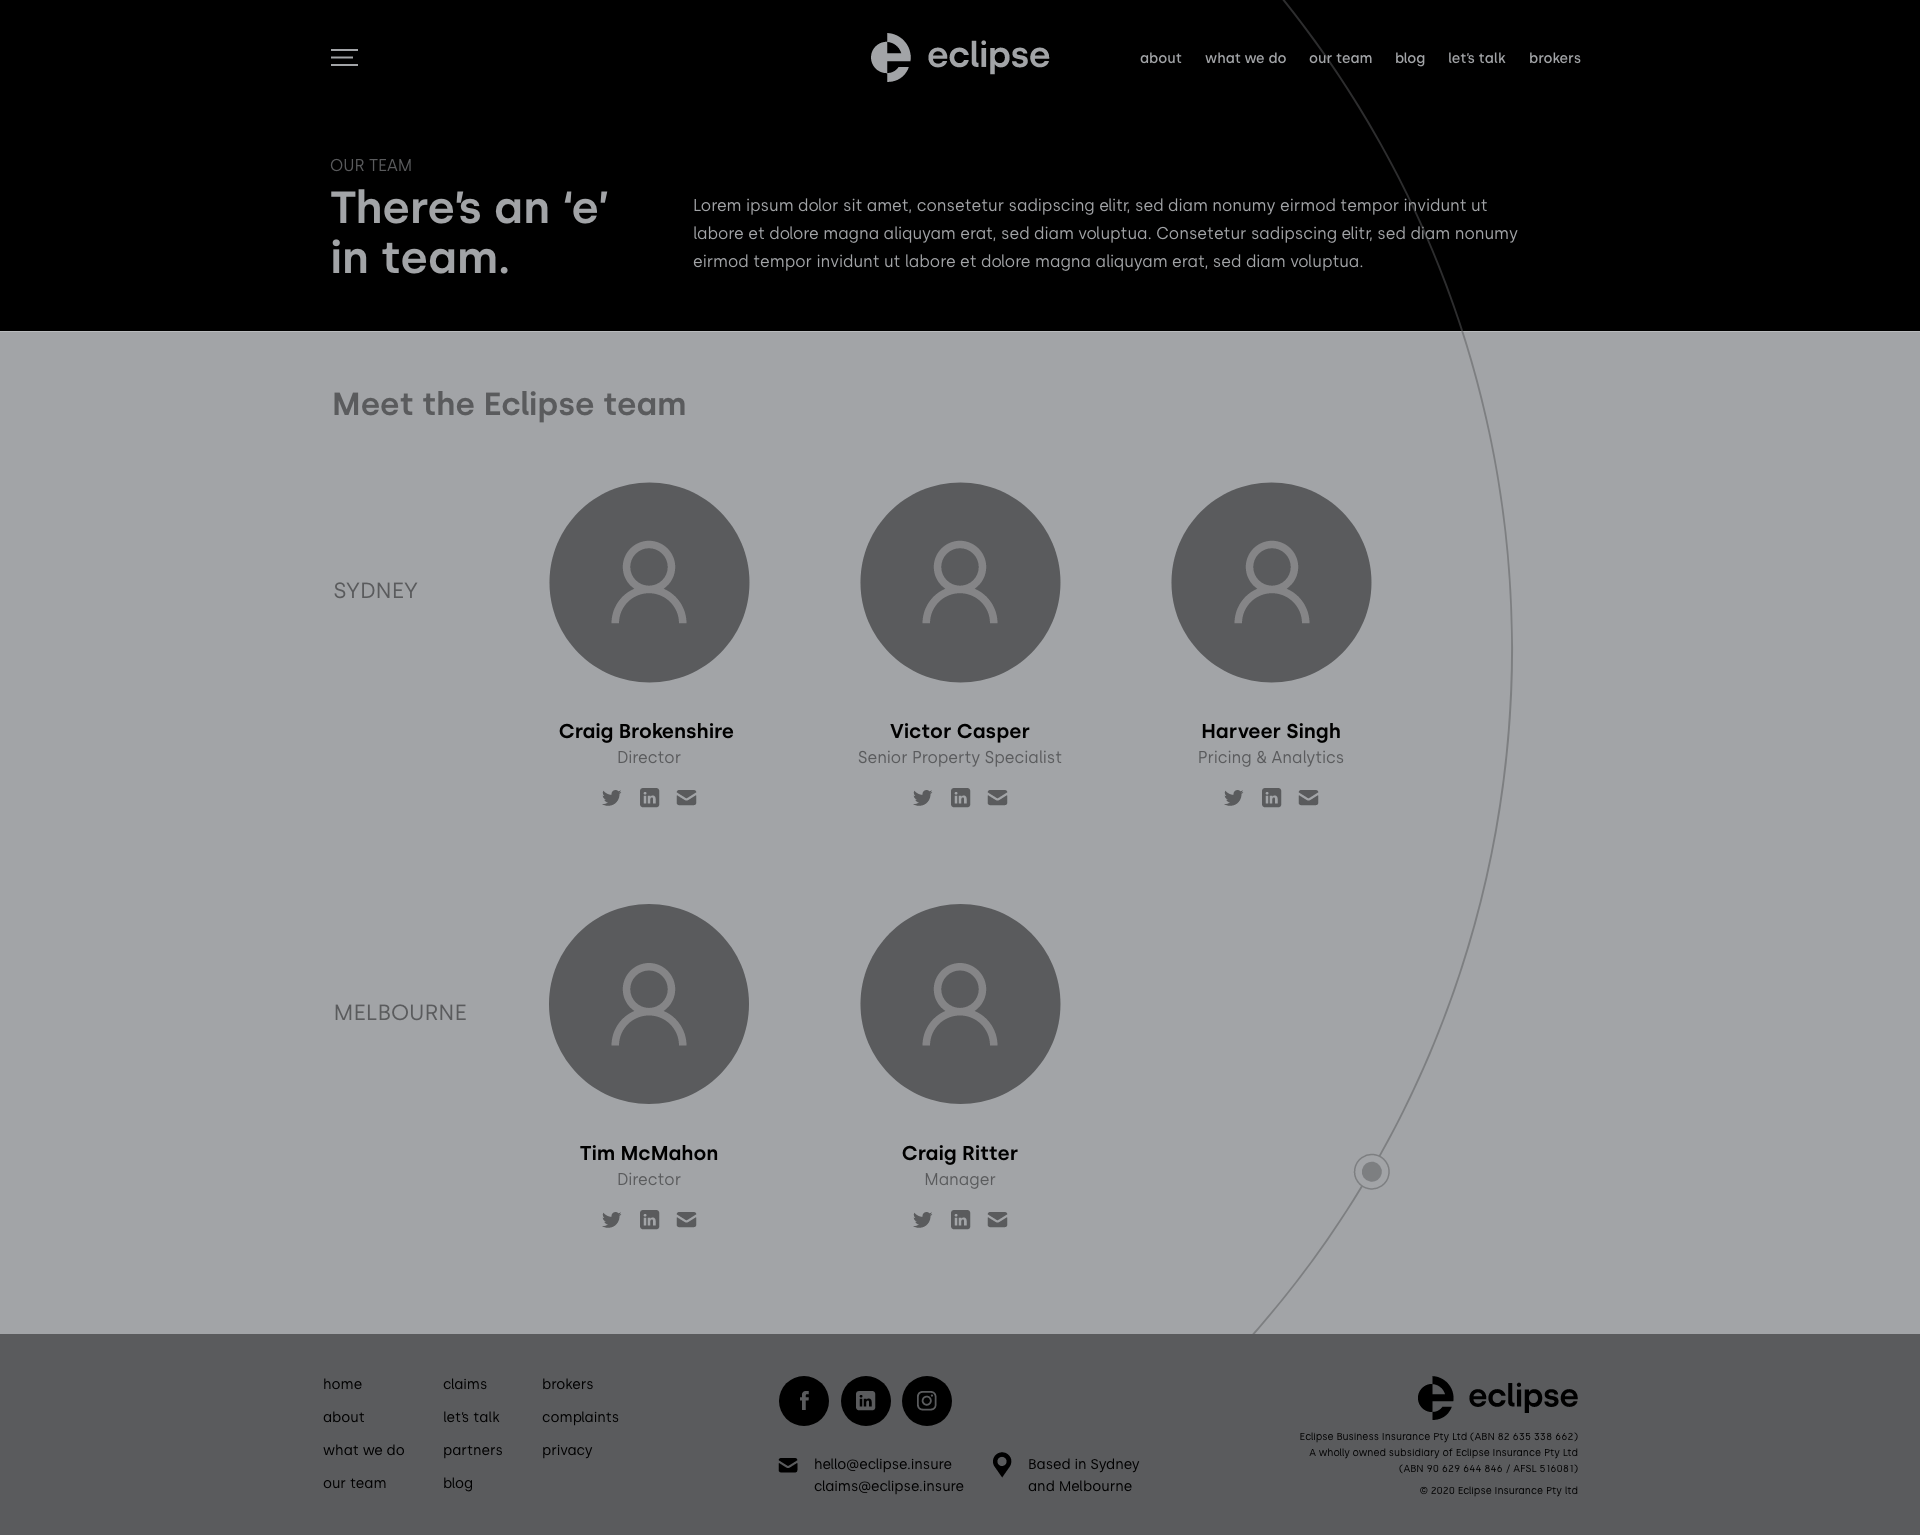 eclipse
about what we do our team blog let's talk brokers
OUR TEAM
There's an ‘e’
in team.
Lorem ipsum dolor sit amet, consetetur sadipscing elitr, sed diam nonumy eirmod tempor invidunt ut
labore et dolore magna aliquyam erat, sed diam voluptua. Consetetur sadipscing elitr, sed diam nonumy
eirmod tempor invidunt ut labore et dolore magna aliquyam erat, sed diam voluptua.
Meet the Eclipse team
SYDNEY
Craig Brokenshire
Director
Victor Casper
Senior Property Specialist
Harveer Singh
Pricing & Analytics
MELBOURNE
Tim McMahon
Director
Craig Ritter
Manager
home
about
what we do
our team
claims
let's talk
partners
blog
brokers
complaints
privacy
hello@eclipse.insure
claims@eclipse.insure
Based in Sydney
and Melbourne
eclipse
Eclipse Business Insurance Pty Ltd (ABN 82 635 338 662)
A wholly owned subsidiary of Eclipse Insurance Pty Ltd
(ABN 90 629 644 846 / AFSL 516081)
© 2020 Eclipse Insurance Pty ltd